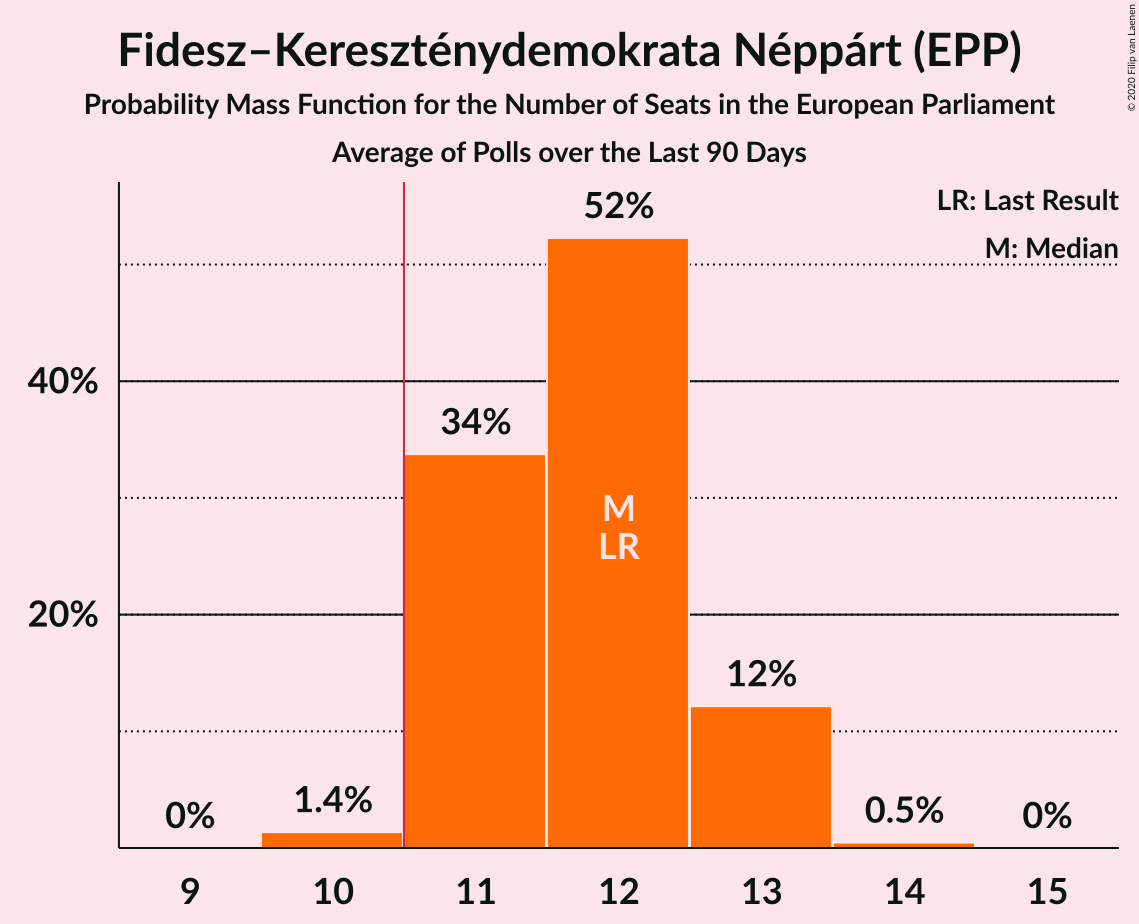 Fidesz–Kereszténydemokrata Néppárt (EPP)
Probability Mass Function for the Number of Seats in the European Parliament
Average of Polls over the Last 90 Days
© 2020 Filip van Laenen
LR: Last Result
M: Median
52%
40%
34%
M
LR
20%
12%
1.4%
0%
0.5%
0%
9 10 11 12 13 14 15